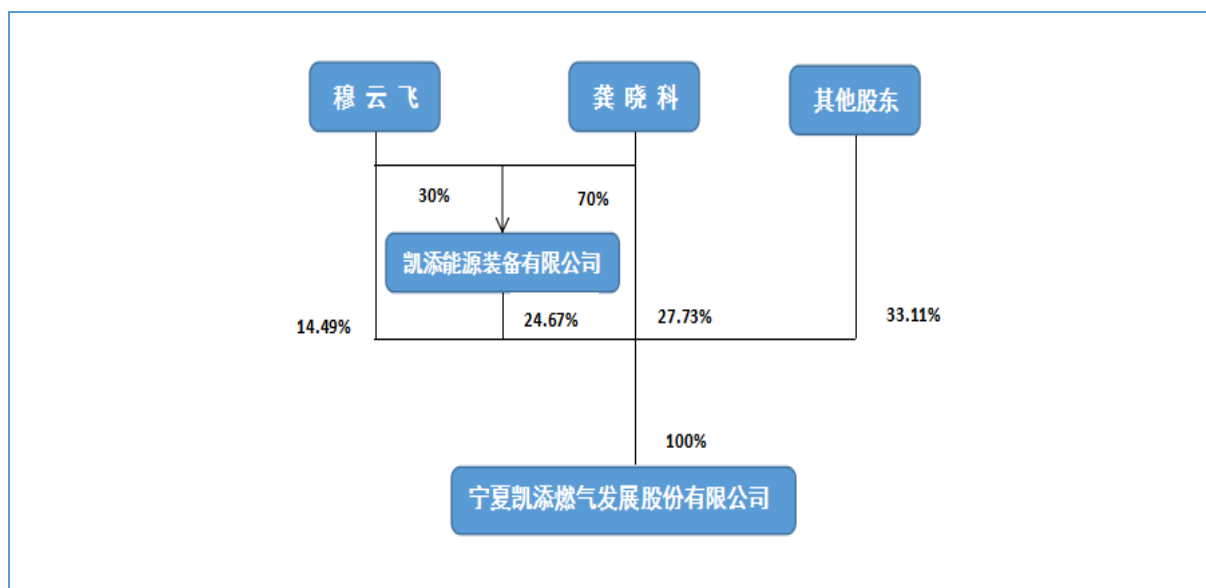 穆 云 飞
龚 晓 科
其他股东
30%
70%
凯添能源装备有限公司
14.49%
24.67%
27.73%
33.11%
100%
宁夏凯添燃气发展股份有限公司